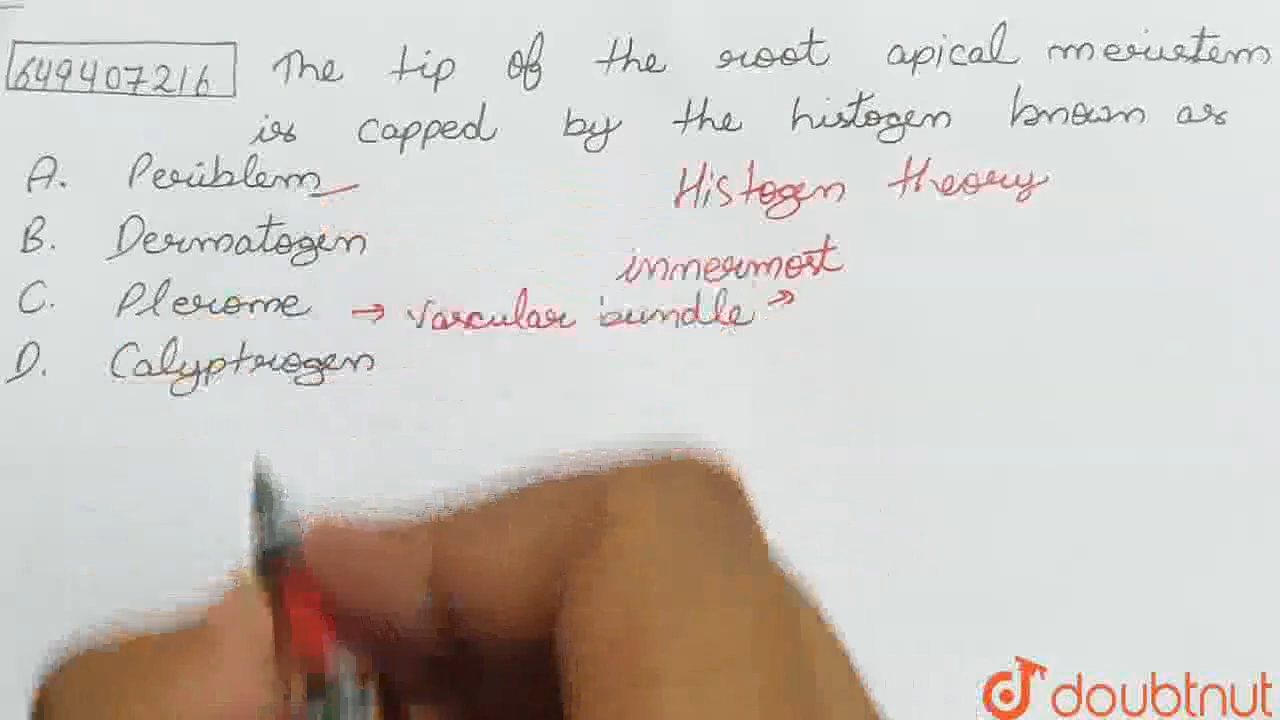 649407216 The tip of the root apical meristem
is capped by the histogen known as
A. Periblem
Histogen theory
B. Dermatogen
innermost
C. Plerome → vascular bundle
D. Calyptrogen
doubtnut